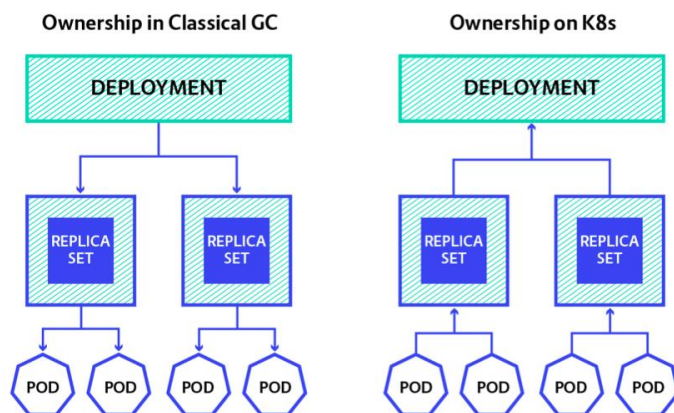 Ownership in Classical GC
DEPLOYMENT
REPLICA
SET
REPLICA
SET
POD
POD
POD
POD
Ownership on K8s
DEPLOYMENT
REPLICA
SET
REPLICA
SET
POD
POD
POD
POD